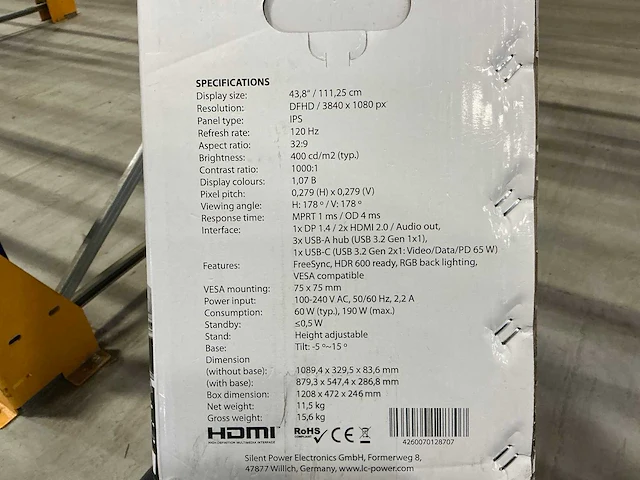 SPECIFICATIONS
Display size: 43,8" / 111,25 cm
Resolution: DFHD / 3840 x 1080 px
Panel type: IPS
Refresh rate: 120 Hz
Aspect ratio: 32:9
Brightness: 400 cd/m2 (typ.)
Contrast ratio: 1000:1
Display colours: 1,07 B
Pixel pitch: 0,279 (H) x 0,279 (V)
Viewing angle: H: 178 º / V: 178 º
Response time: MPRT 1 ms / OD 4 ms
Interface: 1x DP 1.4 / 2x HDMI 2.0 / Audio out,
3x USB-A hub (USB 3.2 Gen 1x1),
1x USB-C (USB 3.2 Gen 2x1: Video/Data/PD 65 W)
Features: FreeSync, HDR 600 ready, RGB back lighting,
VESA compatible
VESA mounting: 75 x 75 mm
Power input: 100-240 V AC, 50/60 Hz, 2,2 A
Consumption: 60 W (typ.), 190 W (max.)
Standby: ≤0,5 W
Stand: Height adjustable
Base: Tilt: -5 º~15 º
Dimension
(without base): 1089,4 x 329,5 x 83,6 mm
(with base): 879,3 x 547,4 x 286,8 mm
Box dimension: 1208 x 472 x 246 mm
Net weight: 11,5 kg
Gross weight: 15,6 kg
HDMI RoHS CE
HIGH-DEFINITION MULTIMEDIA INTERFACE COMPLIANT 4260070128707
Silent Power Electronics GmbH, Formerweg 8,
47877 Willich, Germany, www.lc-power.com